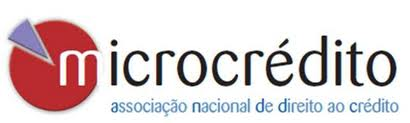 microcrédito
associação nacional de direito ao crédito